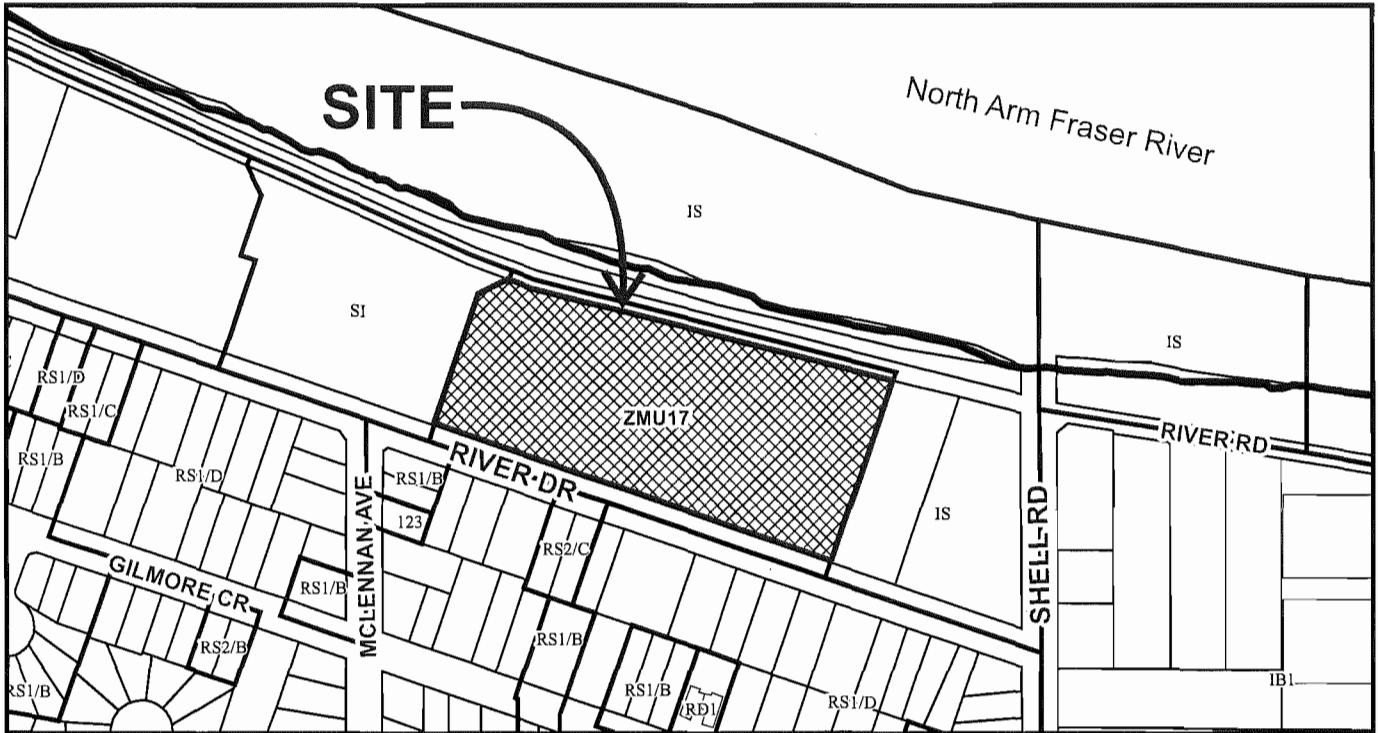 North Arm Fraser River
SITE
IS
SI
IS
ZMU17
RIVER RD
RS1/D
RS1/C
RS1/B
RS1/D
RIVER DR
RS1/B
123
MCLENNAN AVE
RS2/C
IS
SHELL RD
GILMORE CR
RS1/B
RS2/B
RS1/B
RS1/B
RS1/B
RD1
RS1/D
IB1